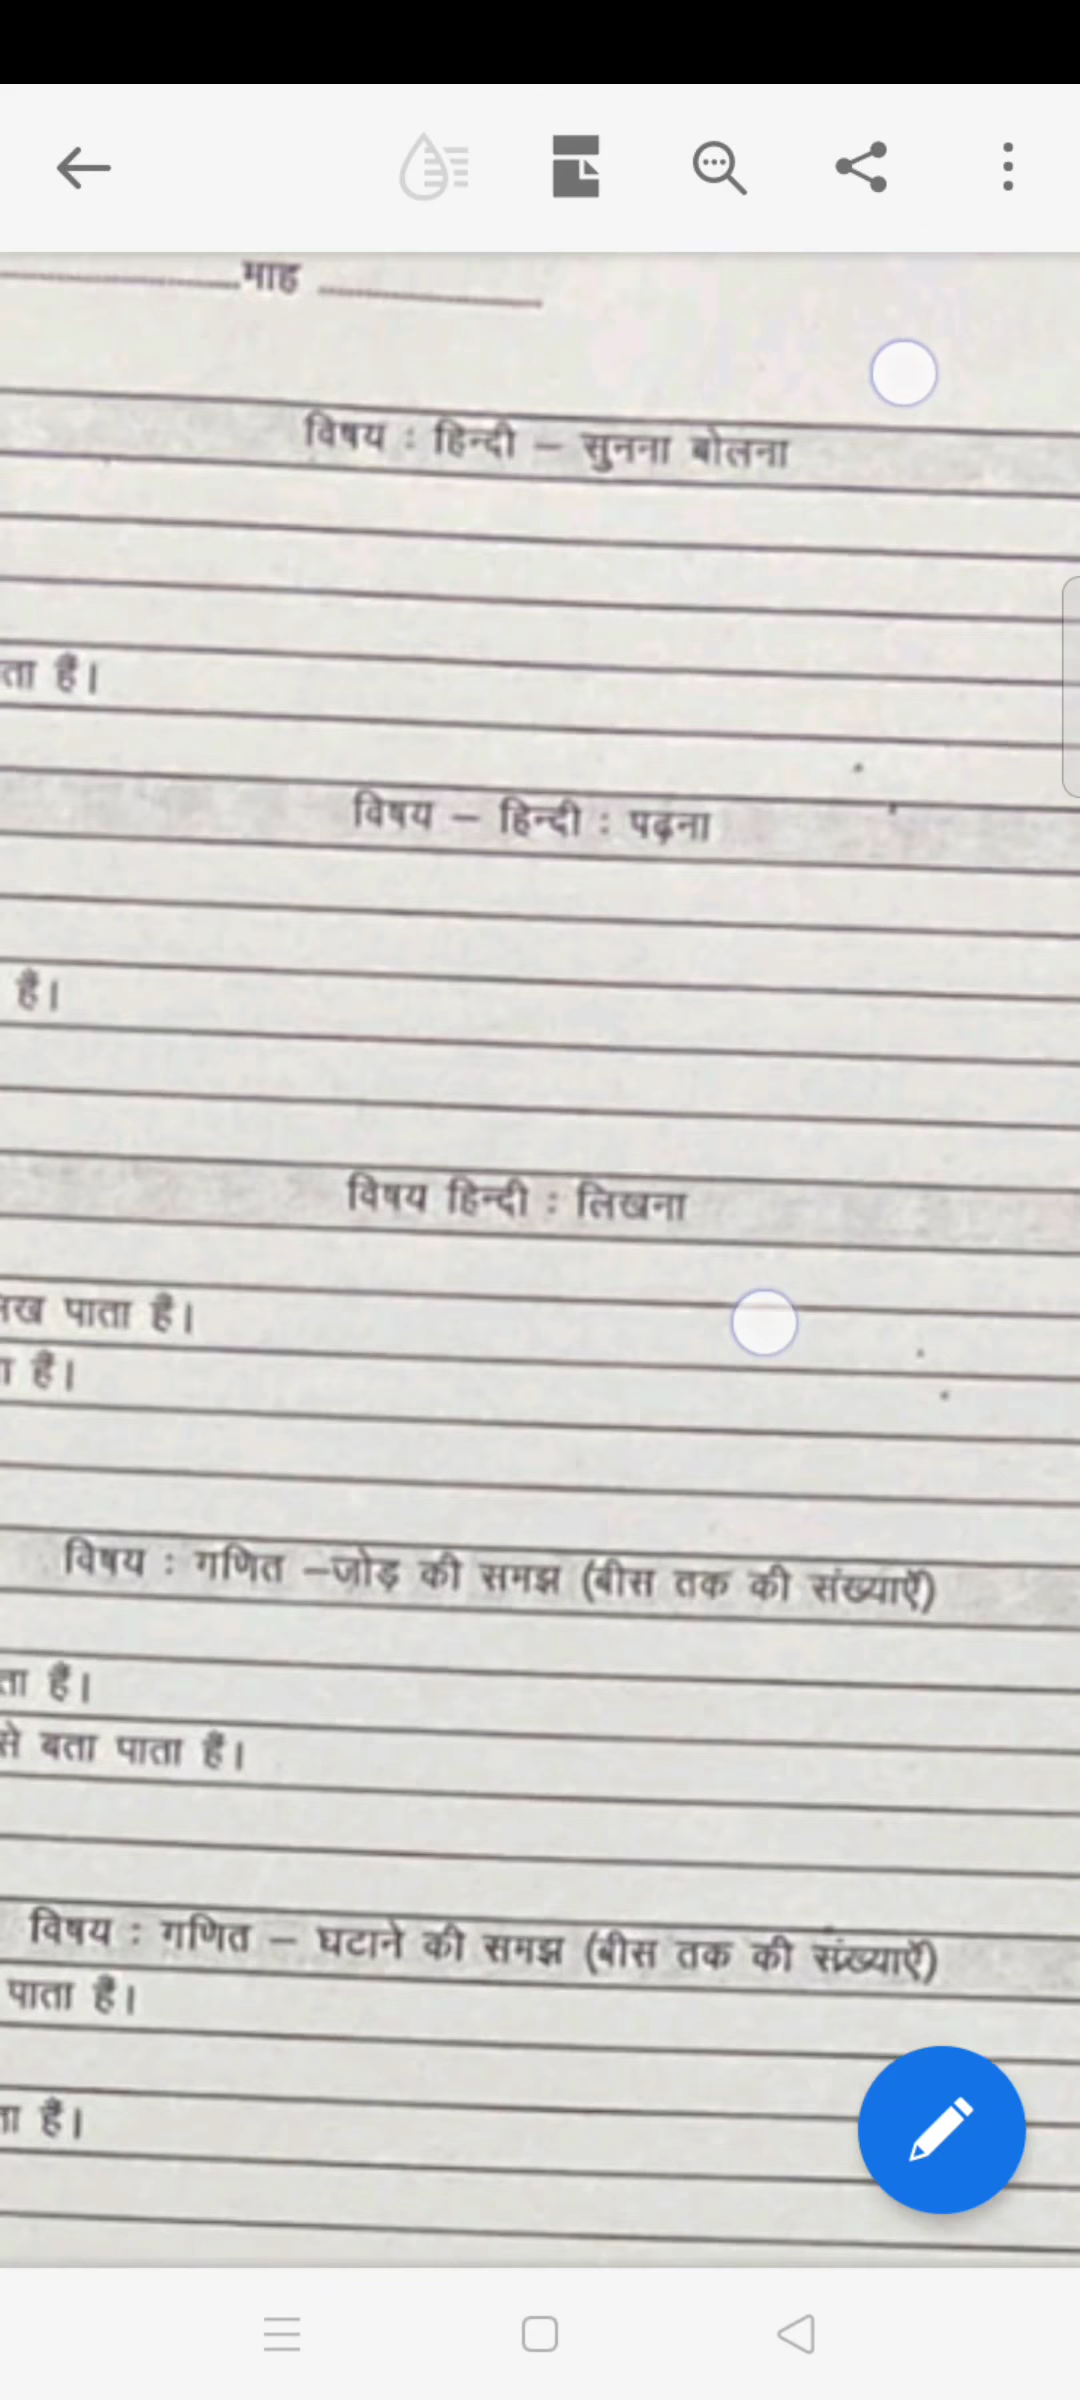 माह
विषय : हिन्दी – सुनना बोलना
ता है।
विषय – हिन्दी : पढ़ना
है।
विषय हिन्दी : लिखना
पाता है।
है।
विषय : गणित –जोड़ की समझ (बीस तक की संख्याऐं)
ता है।
से बता पाता है।
विषय : गणित – घटाने की समझ (बीस तक की संख्याऐं)
पाता है।
ता है।